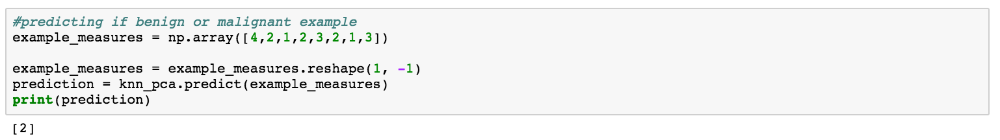 #predicting if benign or malignant example
example_measures = np.array([4,2,1,2,3,2,1,3])
example_measures = example_measures.reshape(1, -1)
prediction = knn_pca.predict(example_measures)
print(prediction)
[2]